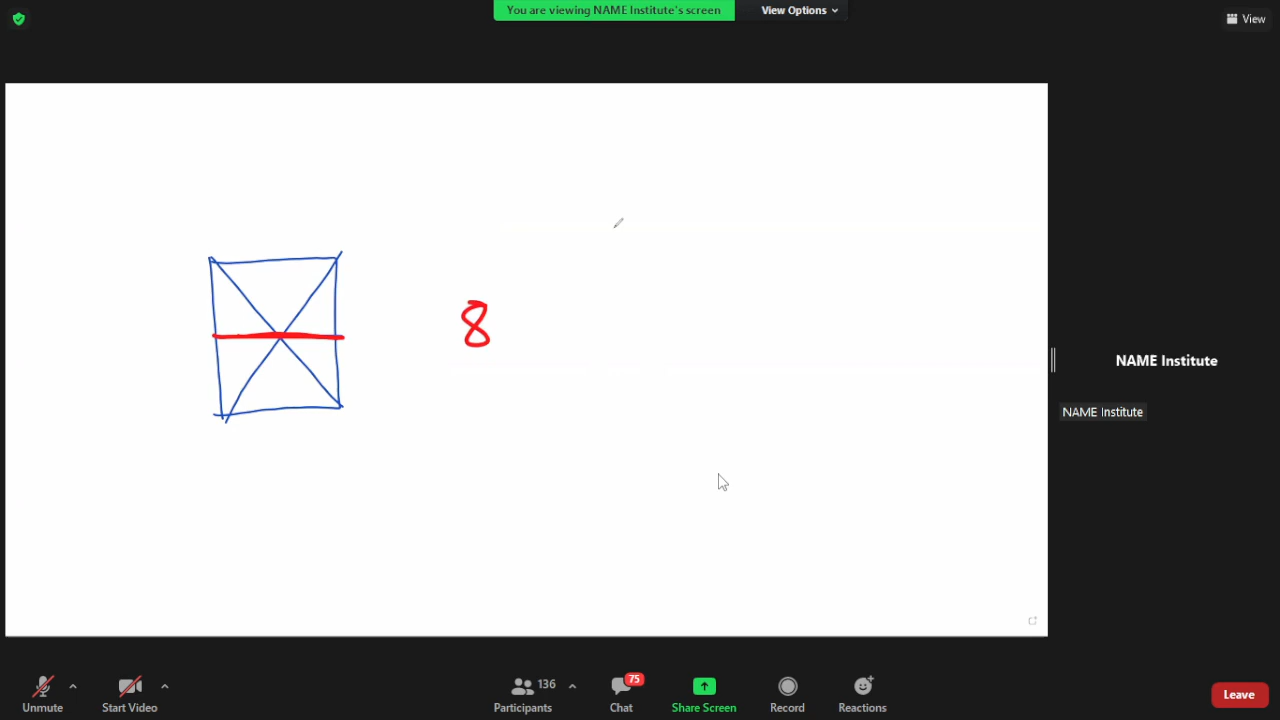 You are viewing NAME Institute's screen
View Options
View
8
NAME Institute
NAME Institute
Unmute
Start Video
136
Participants
75
Chat
Share Screen
Record
Reactions
Leave